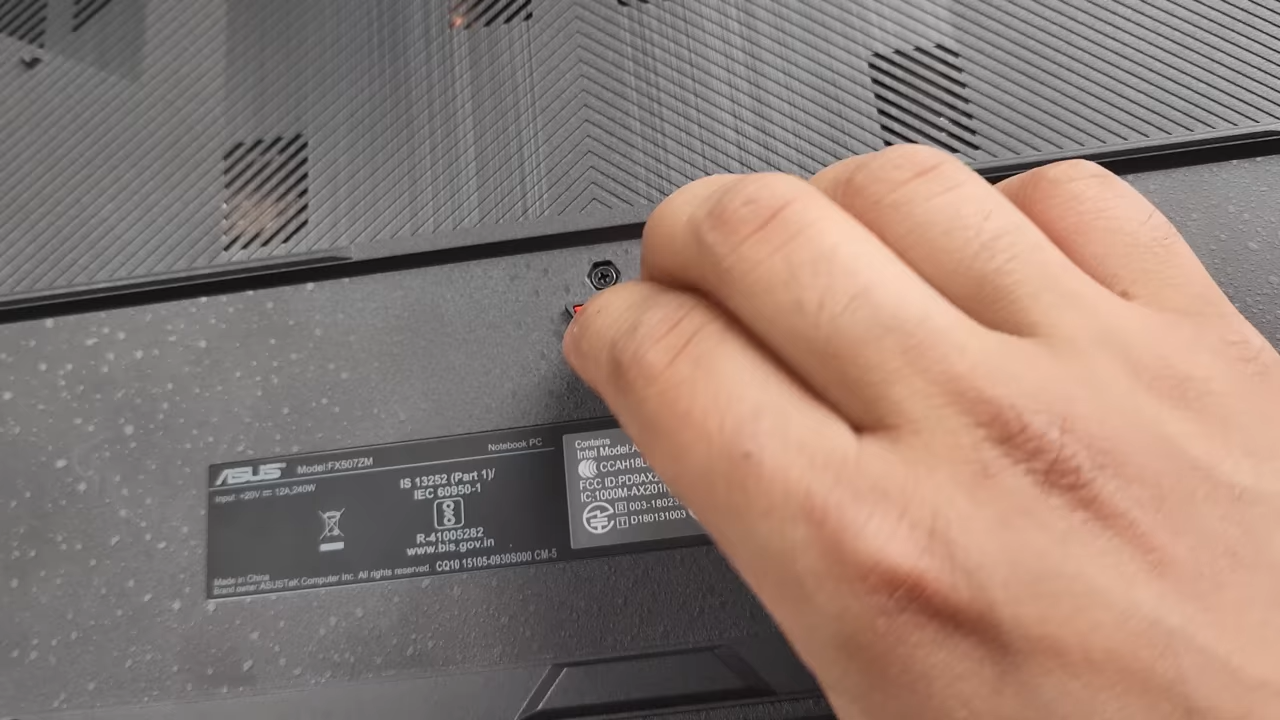 ASUS Model:FX507ZM Notebook PC
Input: +20V ⎓ 12A,240W
IS 13252 (Part 1)/
IEC 60950-1
R-41005282
www.bis.gov.in
Made in China
Brand owner:ASUSTeK Computer Inc. All rights reserved. CQ10 15105-0930S000 CM-5
Contains
Intel Model:A
CCAH18L
FCC ID:PD9AX2
IC:1000M-AX201
R 003-18023
T D180131003